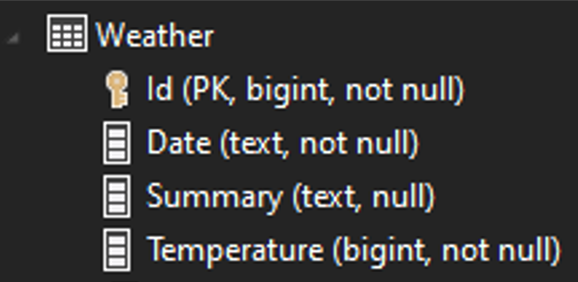 Weather
Id (PK, bigint, not null)
Date (text, not null)
Summary (text, null)
Temperature (bigint, not null)